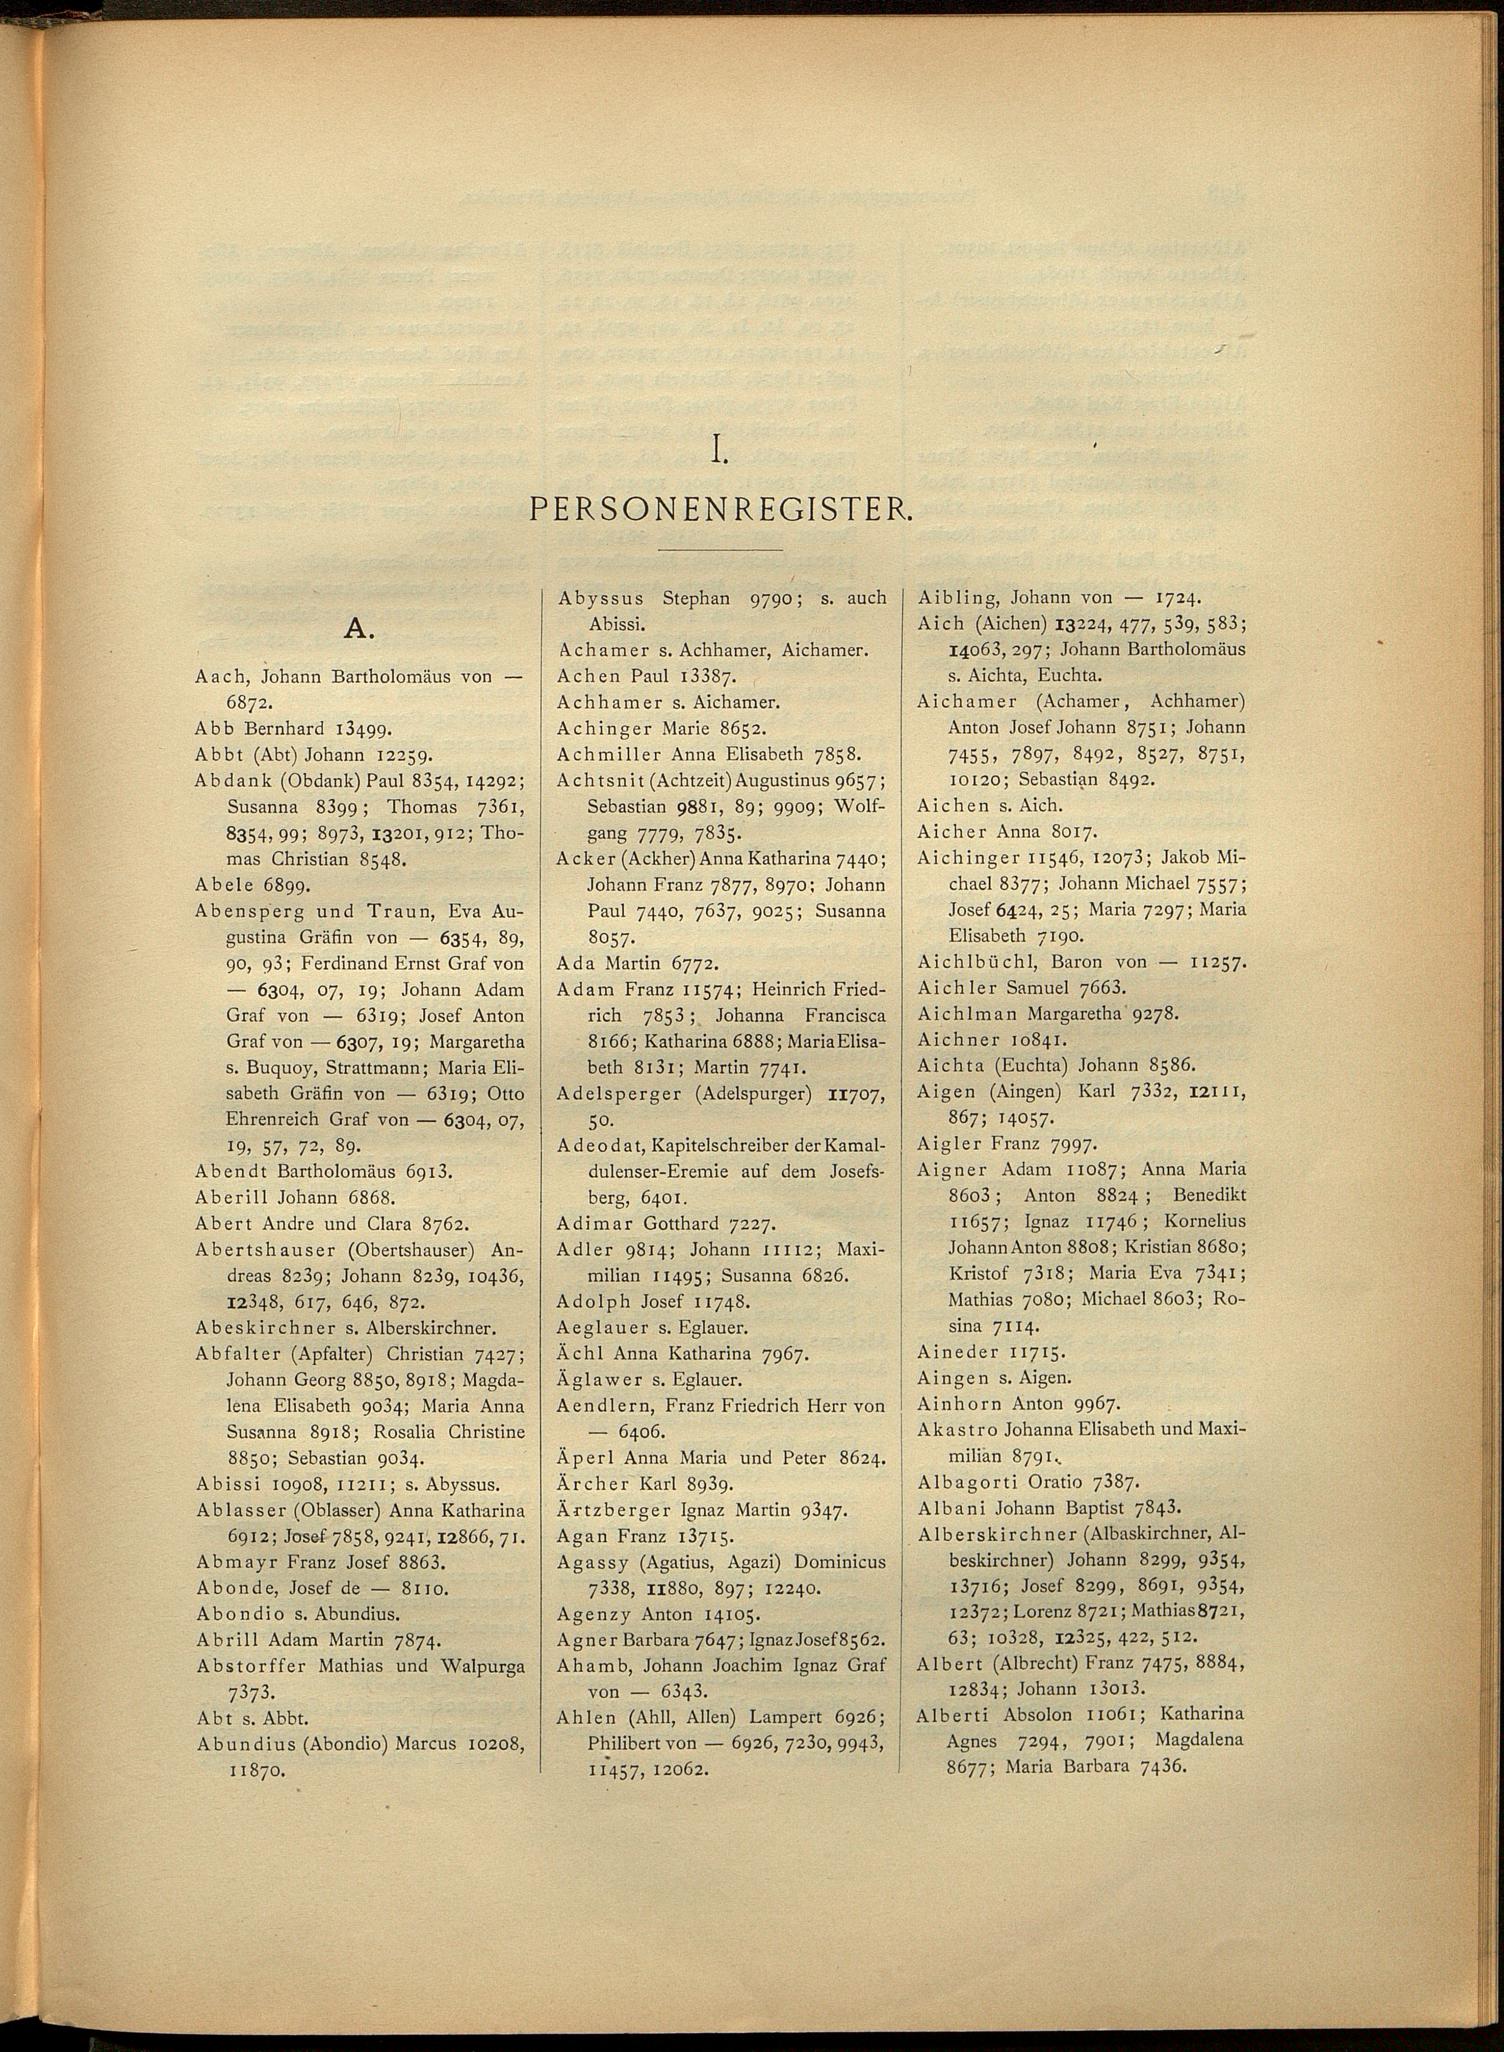 I.
PERSONENREGISTER.
A.
Aach, Johann Bartholomäus von —
6872.
Abb Bernhard 13499.
Abbt (Abt) Johann 12259.
Abdank (Obdank) Paul 8354, 14292;
Susanna 8399; Thomas 7361,
8354, 99; 8973, 13201, 912; Tho-
mas Christian 8548.
Abele 6899.
Abensperg und Traun, Eva Au-
gustina Gräfin von — 6354, 89,
90, 93; Ferdinand Ernst Graf von
— 6304, 07, 19; Johann Adam
Graf von — 6319; Josef Anton
Graf von — 6307, 19; Margaretha
s. Buquoy, Strattmann; Maria Eli-
sabeth Gräfin von — 6319; Otto
Ehrenreich Graf von — 6304, 07,
19, 57, 72, 89.
Abendt Bartholomäus 6913.
Aberill Johann 6868.
Abert Andre und Clara 8762.
Abertshauser (Obertshauser) An-
dreas 8239; Johann 8239, 10436,
12348, 617, 646, 872.
Abeskirchner s. Alberskirchner.
Abfalter (Apfalter) Christian 7427;
Johann Georg 8850, 8918; Magda-
lena Elisabeth 9034; Maria Anna
Susanna 8918; Rosalia Christine
8850; Sebastian 9034.
Abissi 10908, 11211; s. Abyssus.
Ablasser (Oblasser) Anna Katharina
6912; Josef 7858, 9241, 12866, 71.
Abmayr Franz Josef 8863.
Abonde, Josef de — 8110.
Abondio s. Abundius.
Abrill Adam Martin 7874.
Abstorffer Mathias und Walpurga
7373.
Abt s. Abbt.
Abundius (Abondio) Marcus 10208,
11870.
Abyssus Stephan 9790; s. auch
Abissi.
Achamer s. Achhamer, Aichamer.
Achen Paul 13387.
Achhamer s. Aichamer.
Achinger Marie 8652.
Achmiller Anna Elisabeth 7858.
Achtsnit (Achtzeit) Augustinus 9657;
Sebastian 9881, 89; 9909; Wolf-
gang 7779, 7835.
Acker (Ackher) Anna Katharina 7440;
Johann Franz 7877, 8970; Johann
Paul 7440, 7637, 9025; Susanna
8057.
Ada Martin 6772.
Adam Franz 11574; Heinrich Fried-
rich 7853; Johanna Francisca
8166; Katharina 6888; Maria Elisa-
beth 8131; Martin 7741.
Adelsperger (Adelspurger) 11707,
50.
Adeodat, Kapitelschreiber der Kamal-
dulenser-Eremie auf dem Josefs-
berg, 6401.
Adimar Gotthard 7227.
Adler 9814; Johann 11112; Maxi-
milian 11495; Susanna 6826.
Adolph Josef 11748.
Aeglauer s. Eglauer.
Ächl Anna Katharina 7967.
Äglawer s. Eglauer.
Aendlern, Franz Friedrich Herr von
— 6406.
Äperl Anna Maria und Peter 8624.
Ärcher Karl 8939.
Ärtzberger Ignaz Martin 9347.
Agan Franz 13715.
Agassy (Agatius, Agazi) Dominicus
7338, 11880, 897; 12240.
Agenzy Anton 14105.
Agner Barbara 7647; Ignaz Josef 8562.
Ahamb, Johann Joachim Ignaz Graf
von — 6343.
Ahlen (Ahll, Allen) Lampert 6926;
Philibert von — 6926, 7230, 9943,
11457, 12062.
Aibling, Johann von — 1724.
Aich (Aichen) 13224, 477, 539, 583;
14063, 297; Johann Bartholomäus
s. Aichta, Euchta.
Aichamer (Achamer, Achhamer)
Anton Josef Johann 8751; Johann
7455, 7897, 8492, 8527, 8751,
10120; Sebastian 8492.
Aichen s. Aich.
Aicher Anna 8017.
Aichinger 11546, 12073; Jakob Mi-
chael 8377; Johann Michael 7557;
Josef 6424, 25; Maria 7297; Maria
Elisabeth 7190.
Aichlbüchl, Baron von — 11257.
Aichler Samuel 7663.
Aichlman Margaretha 9278.
Aichner 10841.
Aichta (Euchta) Johann 8586.
Aigen (Aingen) Karl 7332, 12111,
867; 14057.
Aigler Franz 7997.
Aigner Adam 11087; Anna Maria
8603; Anton 8824; Benedikt
11657; Ignaz 11746; Kornelius
Johann Anton 8808; Kristian 8680;
Kristof 7318; Maria Eva 7341;
Mathias 7080; Michael 8603; Ro-
sina 7114.
Aineder 11715.
Aingen s. Aigen.
Ainhorn Anton 9967.
Akastro Johanna Elisabeth und Maxi-
milian 8791.
Albagorti Oratio 7387.
Albani Johann Baptist 7843.
Alberskirchner (Albaskirchner, Al-
beskirchner) Johann 8299, 9354,
13716; Josef 8299, 8691, 9354,
12372; Lorenz 8721; Mathias 8721,
63; 10328, 12325, 422, 512.
Albert (Albrecht) Franz 7475, 8884,
12834; Johann 13013.
Alberti Absolon 11061; Katharina
Agnes 7294, 7901; Magdalena
8677; Maria Barbara 7436.